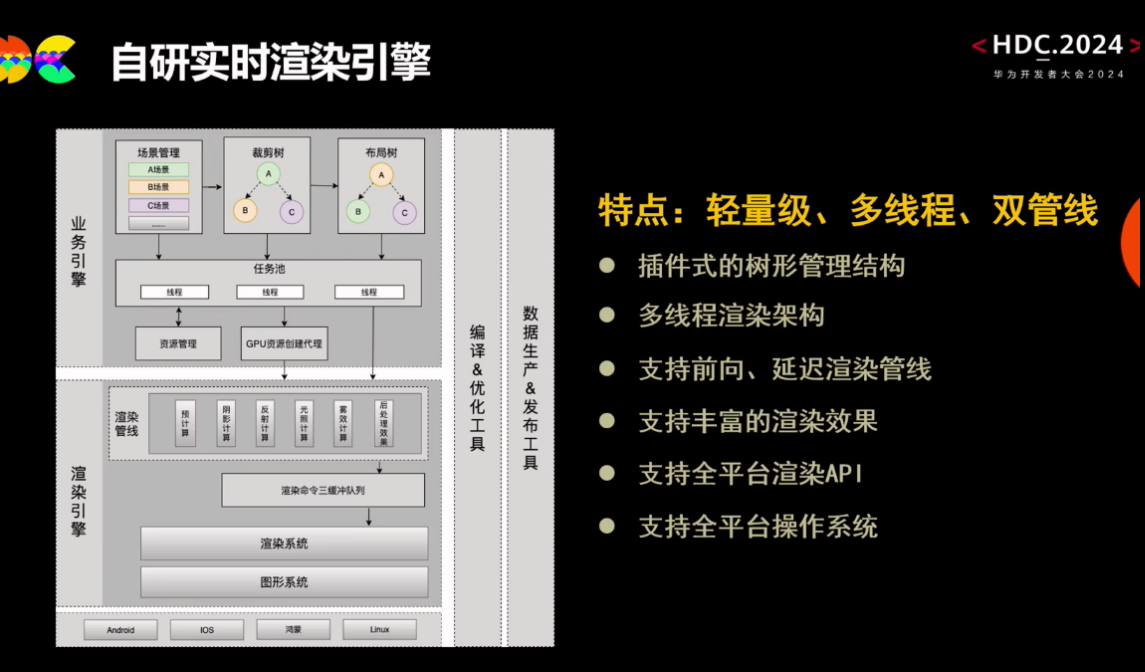 自研实时渲染引擎
< HDC.2024 >
华为开发者大会2024
业务引擎
场景管理
A场景
B场景
C场景
......
裁剪树
A
B
C
布局树
A
B
C
任务池
线程
线程
线程
资源管理
GPU资源创建代理
渲染引擎
渲染管线
预计算
阴影计算
反射计算
光照计算
雾效计算
后处理效果
渲染命令三缓冲队列
渲染系统
图形系统
Android
IOS
鸿蒙
Linux
编译&优化工具
数据生产&发布工具
特点：轻量级、多线程、双管线
● 插件式的树形管理结构
● 多线程渲染架构
● 支持前向、延迟渲染管线
● 支持丰富的渲染效果
● 支持全平台渲染API
● 支持全平台操作系统